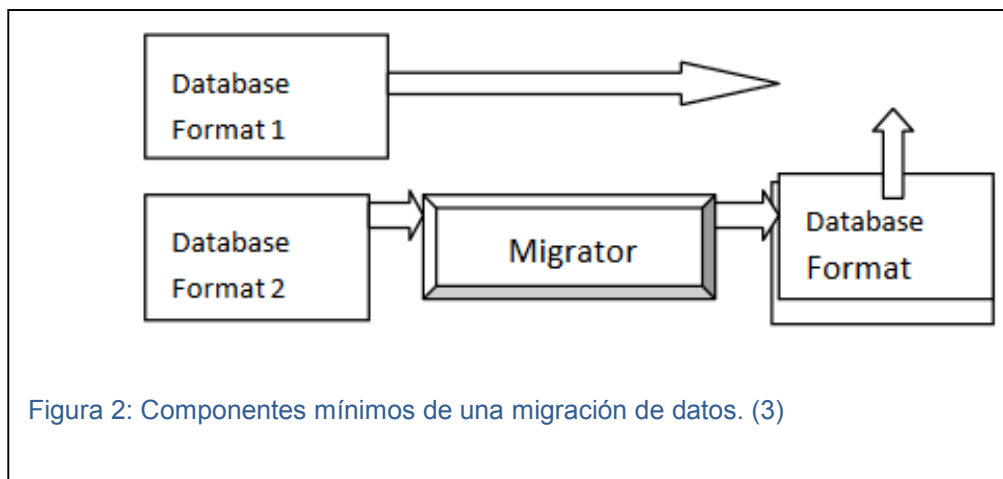 Database
Format 1
Database
Format 2
Migrator
Database
Format
Figura 2: Componentes mínimos de una migración de datos. (3)